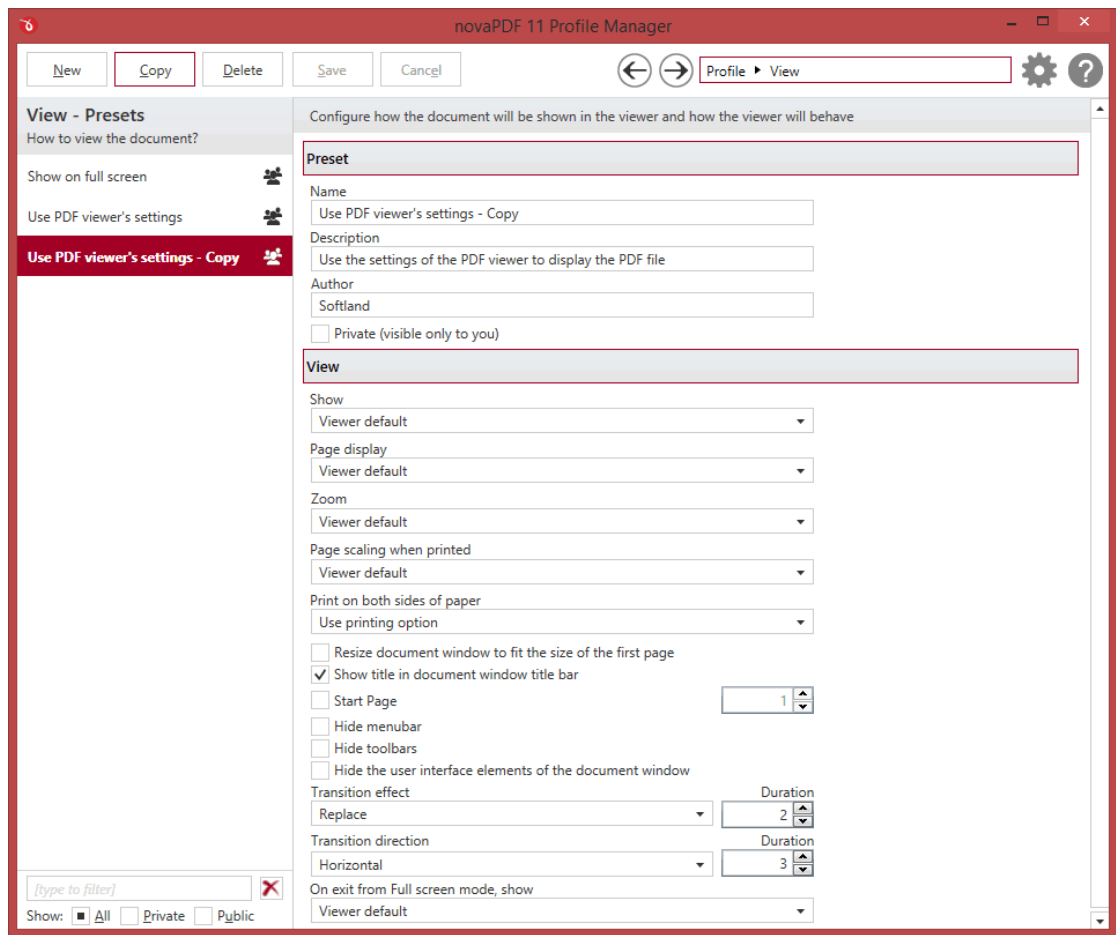 novaPDF 11 Profile Manager
New Copy Delete Save Cancel Profile View
View - Presets
How to view the document?
Show on full screen
Use PDF viewer's settings
Use PDF viewer's settings - Copy
[type to filter]
Show: All Private Public
Configure how the document will be shown in the viewer and how the viewer will behave
Preset
Name
Use PDF viewer's settings - Copy
Description
Use the settings of the PDF viewer to display the PDF file
Author
Softland
Private (visible only to you)
View
Show
Viewer default
Page display
Viewer default
Zoom
Viewer default
Page scaling when printed
Viewer default
Print on both sides of paper
Use printing option
Resize document window to fit the size of the first page
Show title in document window title bar
Start Page 1
Hide menubar
Hide toolbars
Hide the user interface elements of the document window
Transition effect Duration
Replace 2
Transition direction Duration
Horizontal 3
On exit from Full screen mode, show
Viewer default